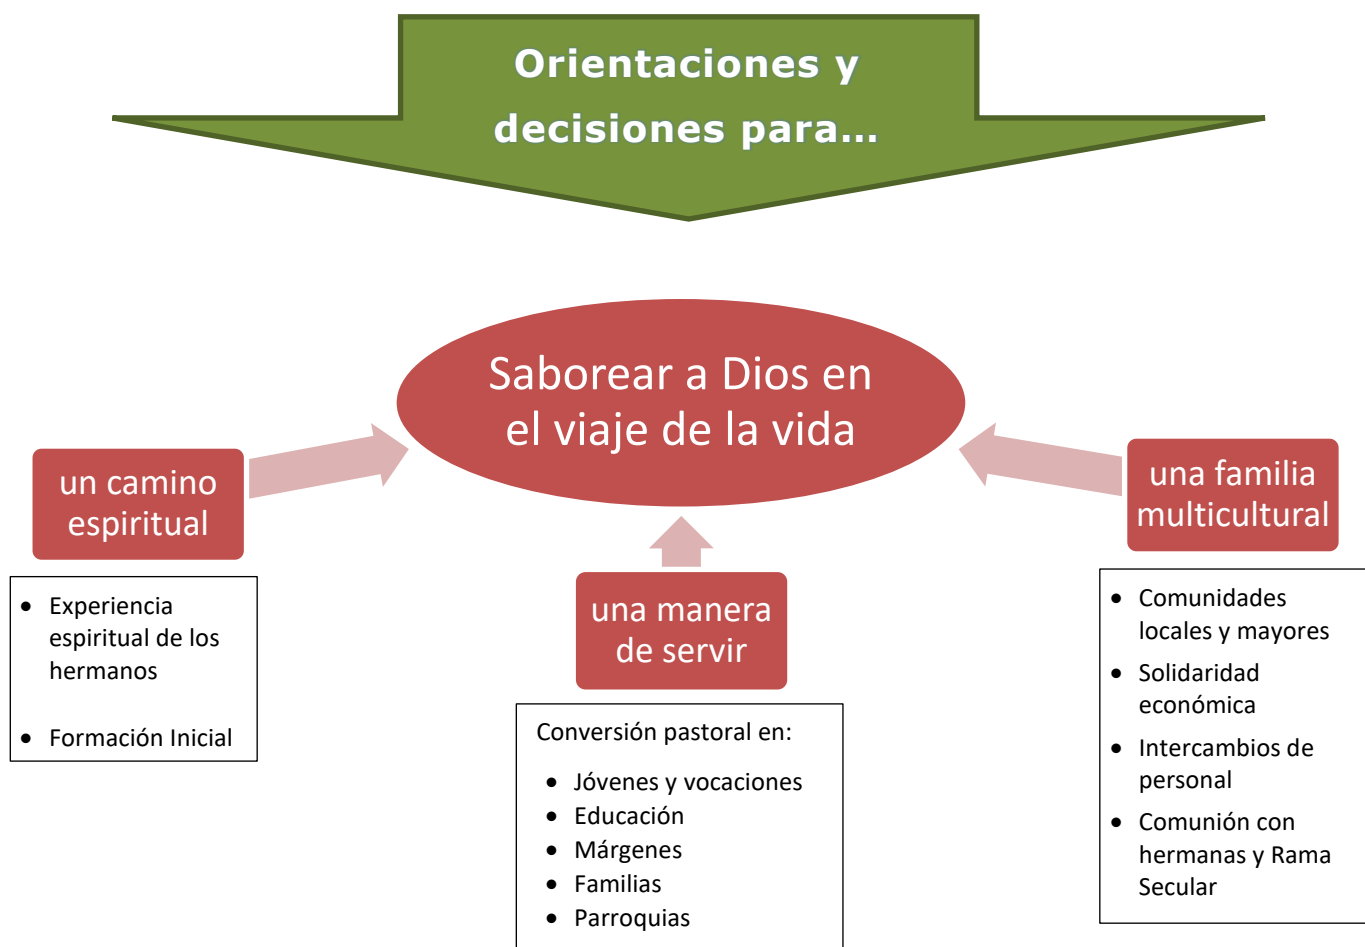 Orientaciones y
decisiones para...
Saborear a Dios en
el viaje de la vida
un camino
espiritual
• Experiencia
espiritual de los
hermanos
• Formación Inicial
una manera
de servir
Conversión pastoral en:
• Jóvenes y vocaciones
• Educación
• Márgenes
• Familias
• Parroquias
una familia
multicultural
• Comunidades
locales y mayores
• Solidaridad
económica
• Intercambios de
personal
• Comunión con
hermanas y Rama
Secular